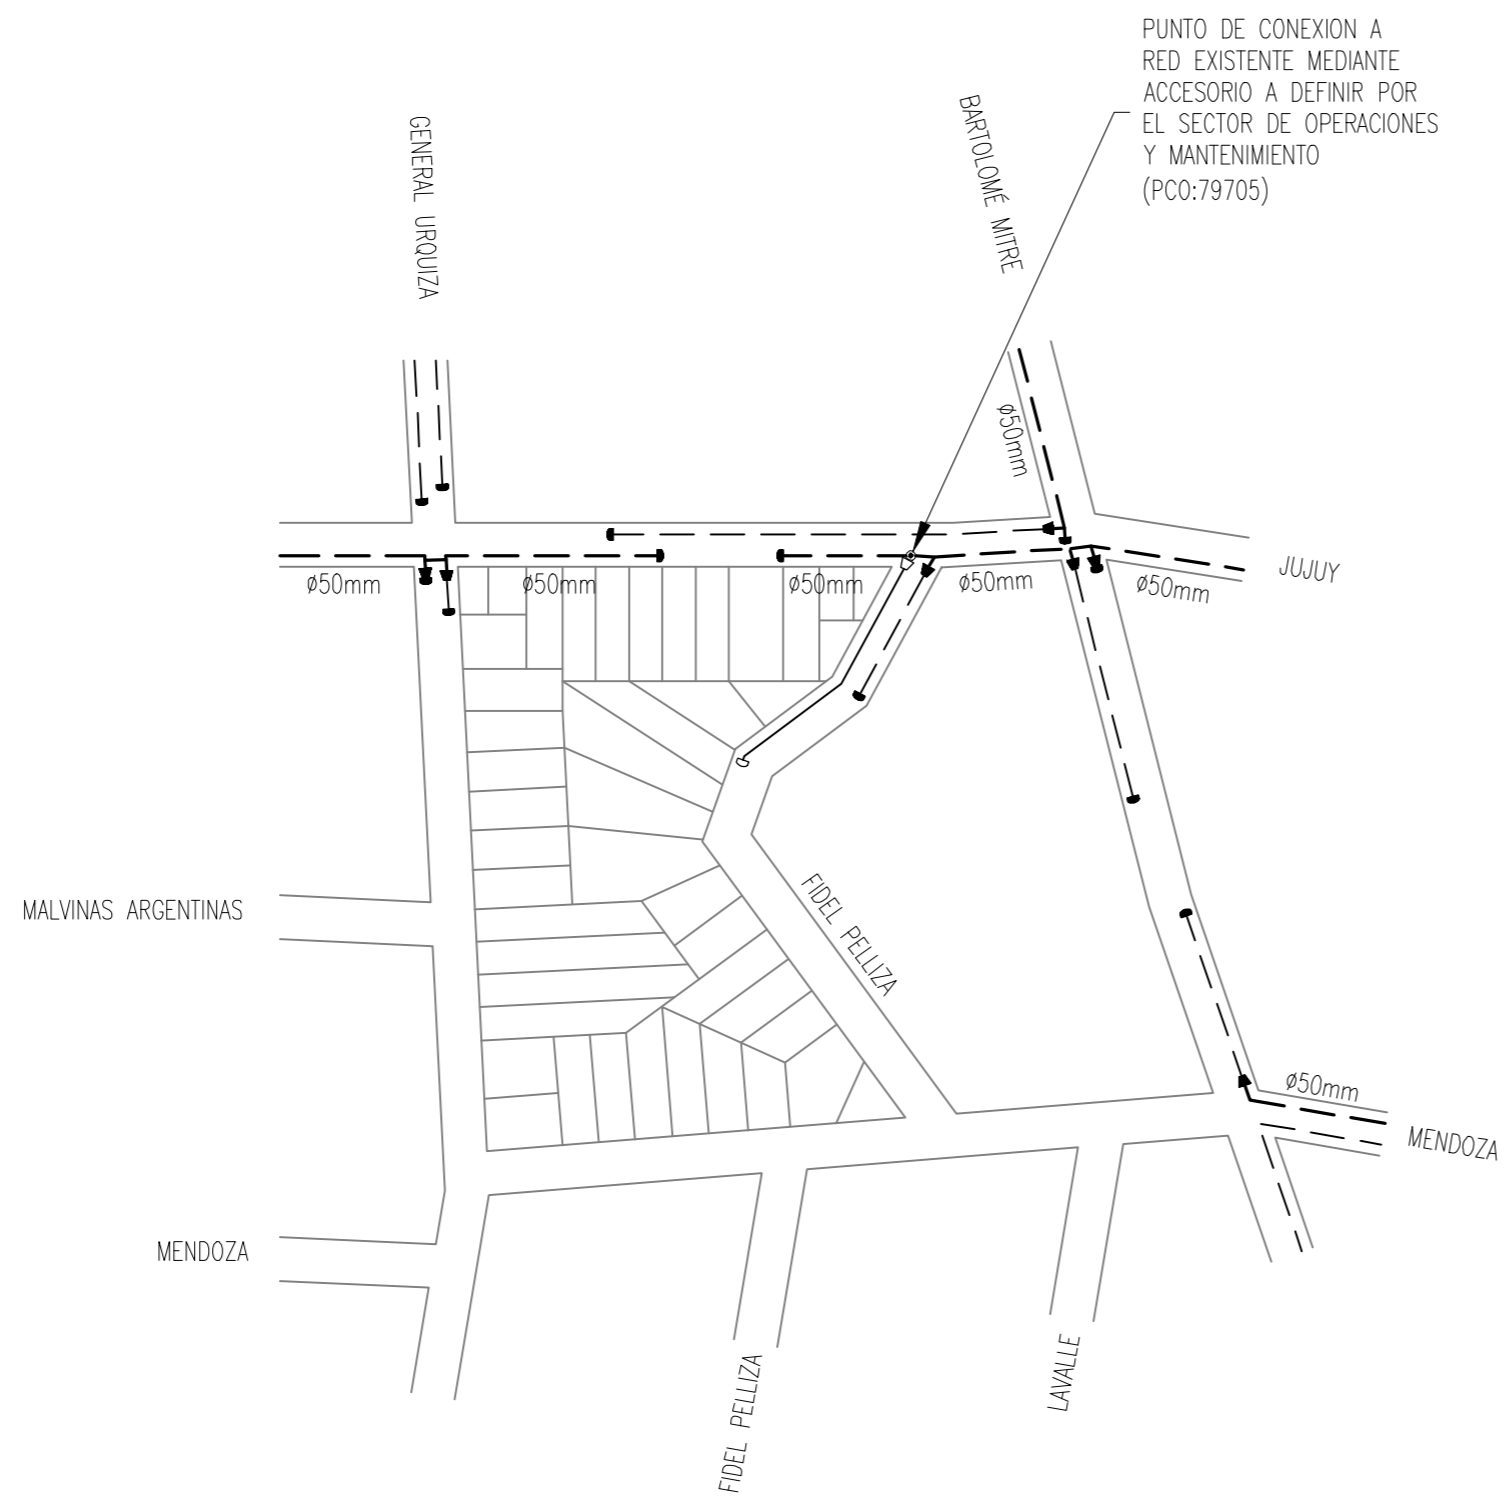 PUNTO DE CONEXION A
RED EXISTENTE MEDIANTE
ACCESORIO A DEFINIR POR
EL SECTOR DE OPERACIONES
Y MANTENIMIENTO
(PCO:79705)
GENERAL URQUIZA
BARTOLOMÉ MITRE
ø50mm
JUJUY
ø50mm
ø50mm
ø50mm
ø50mm
ø50mm
MALVINAS ARGENTINAS
FIDEL PELLIZA
ø50mm
MENDOZA
MENDOZA
FIDEL PELLIZA
LAVALLE